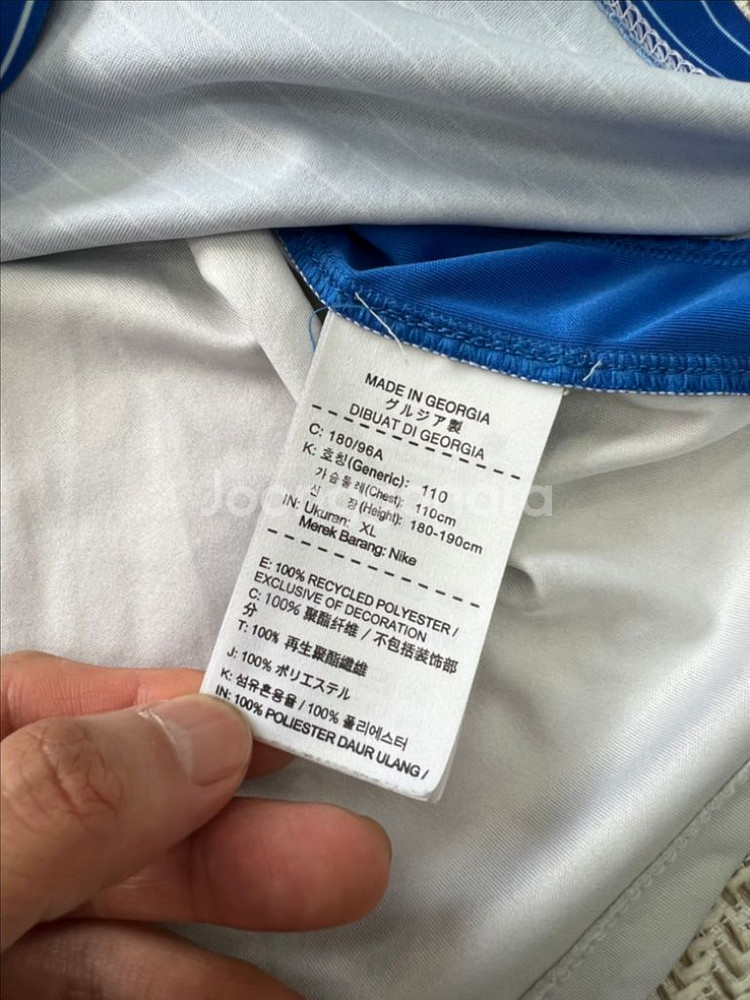 MADE IN GEORGIA
グルジア製
DIBUAT DI GEORGIA
C: 180/96A
K: 호칭(Generic): 110
가슴둘레(Chest): 110cm
신 장(Height): 180-190cm
IN: Ukuran: XL
Merek Barang: Nike
E: 100% RECYCLED POLYESTER /
EXCLUSIVE OF DECORATION
C: 100% 聚酯纤维 / 不包括装饰部
分
T: 100% 再生聚酯纖維
J: 100% ポリエステル
K: 섬유혼용율 / 100% 폴리에스터
IN: 100% POLIESTER DAUR ULANG /
Joonggonara